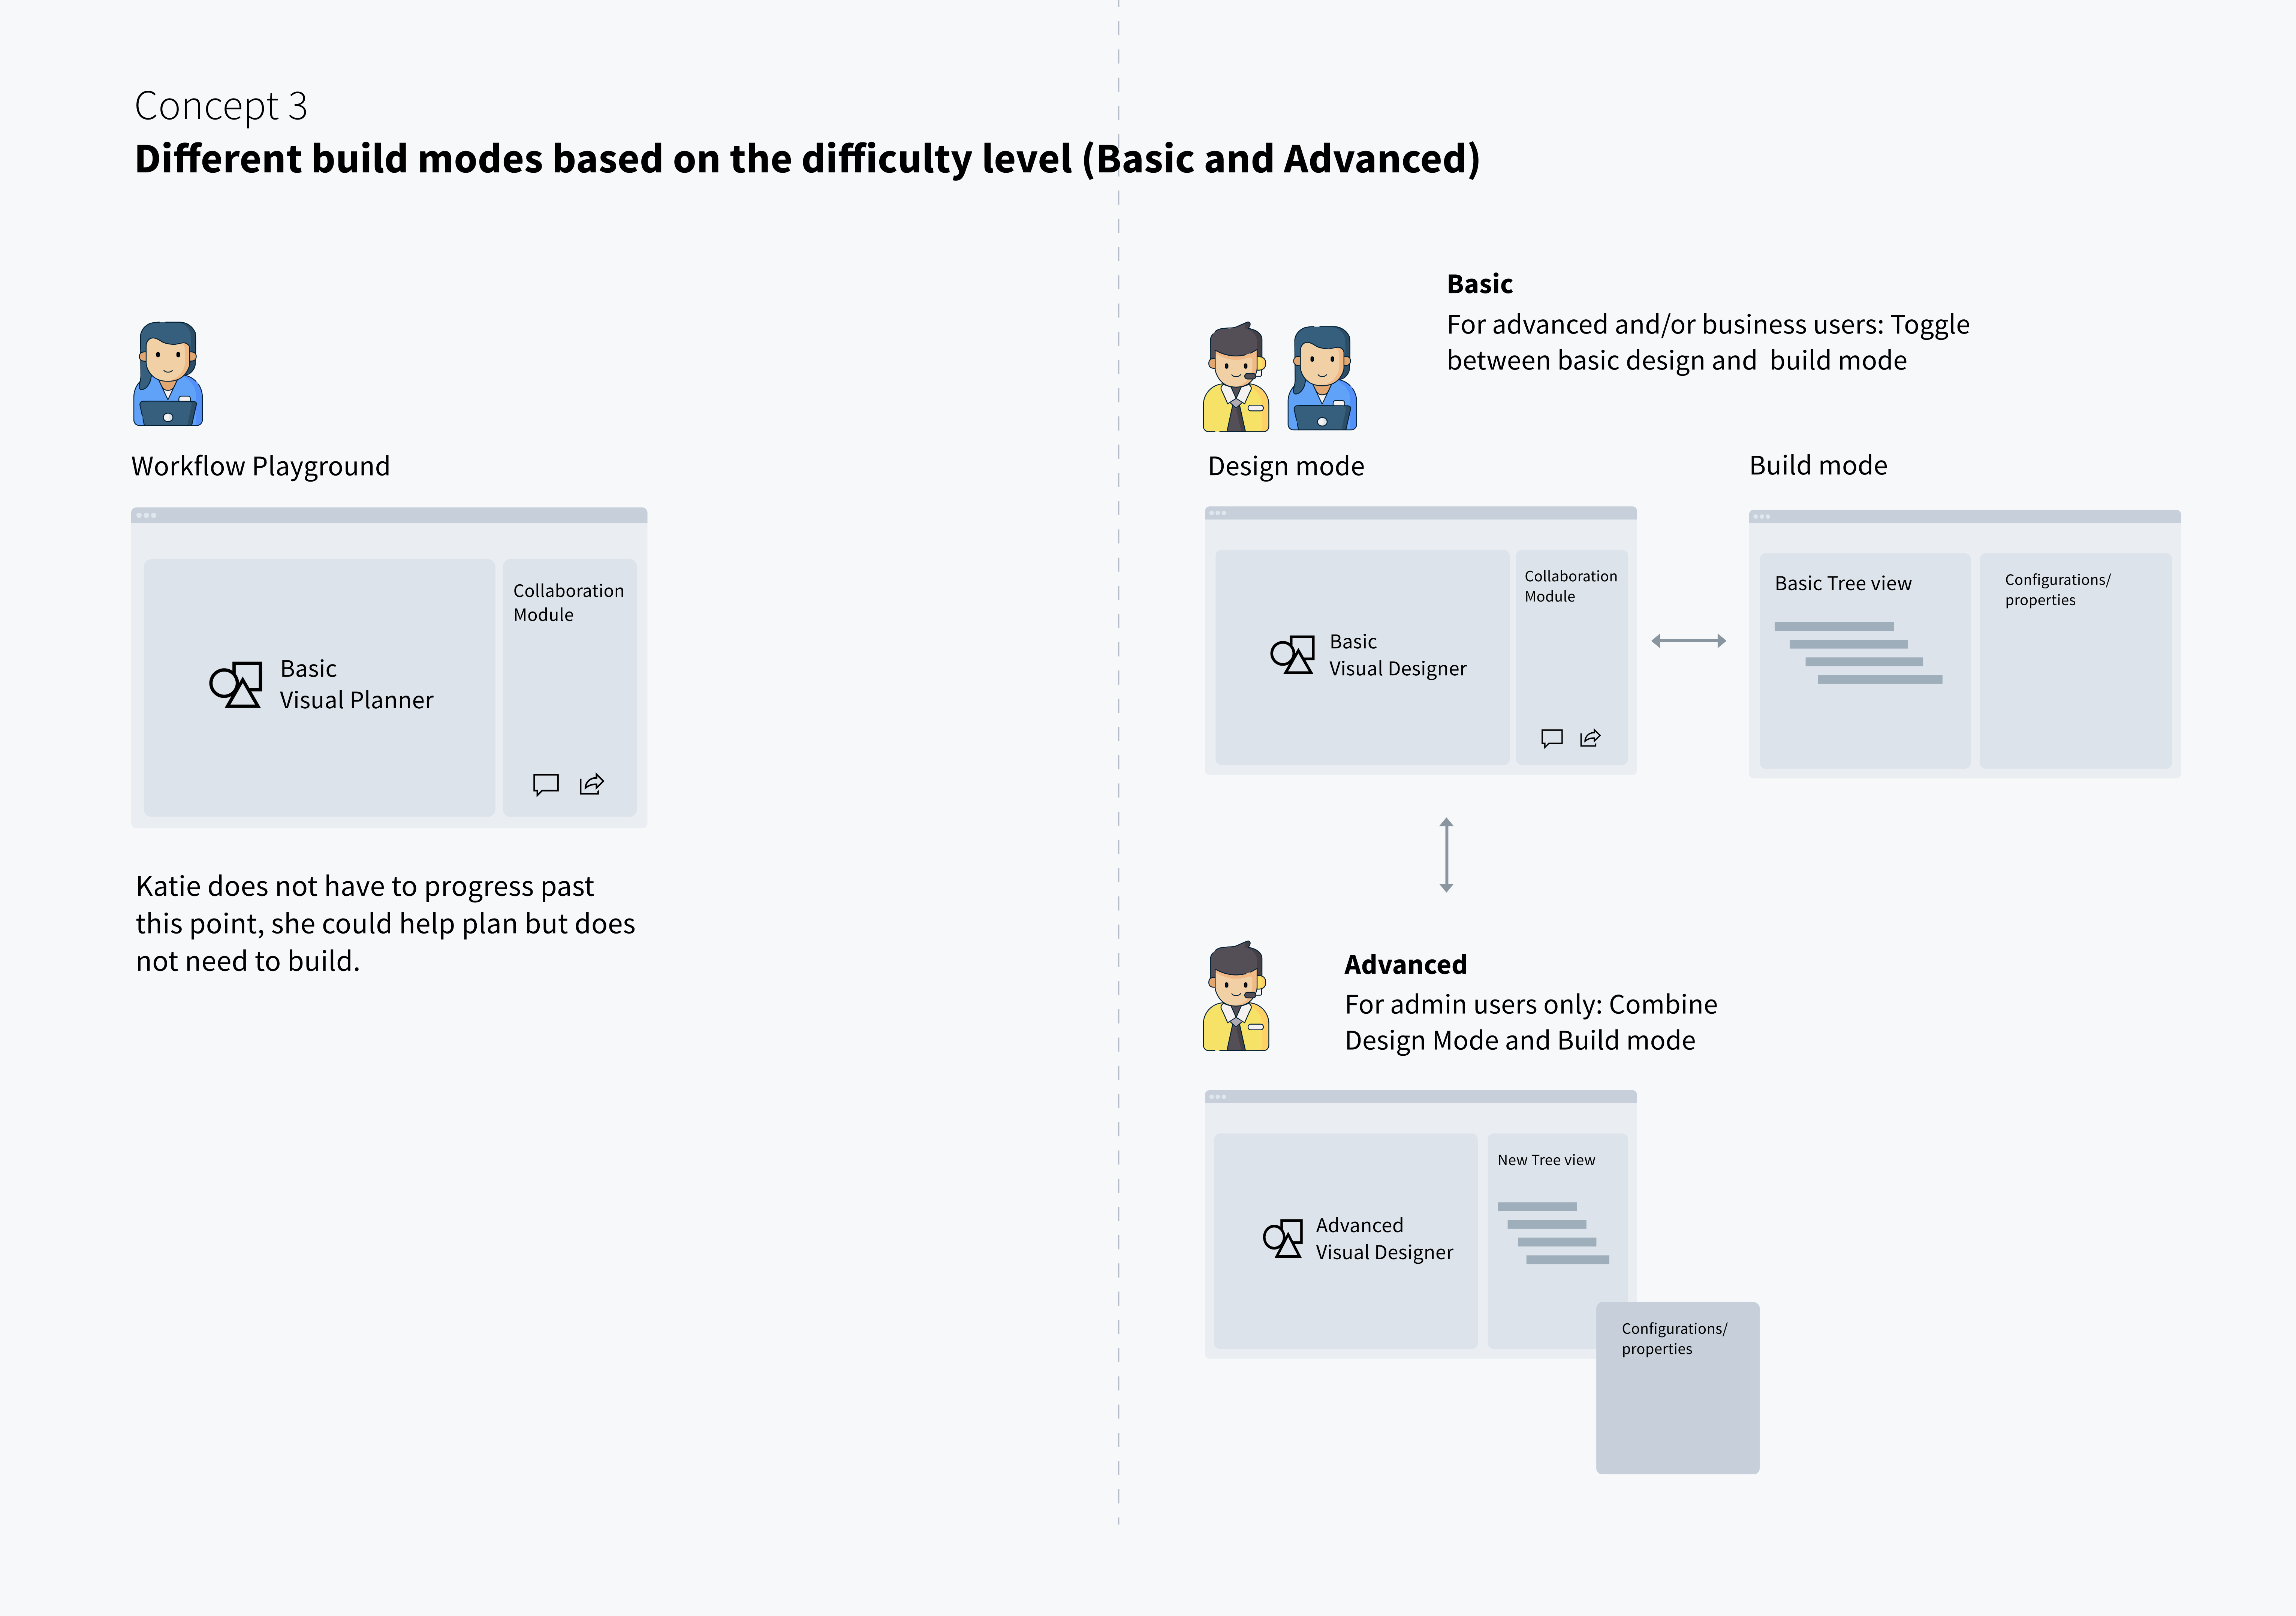 Concept 3
Different build modes based on the difficulty level (Basic and Advanced)
Workflow Playground
Basic
Visual Planner
Collaboration
Module
Katie does not have to progress past
this point, she could help plan but does
not need to build.
Basic
For advanced and/or business users: Toggle
between basic design and  build mode
Design mode
Basic
Visual Designer
Collaboration
Module
Build mode
Basic Tree view
Configurations/
properties
Advanced
For admin users only: Combine
Design Mode and Build mode
Advanced
Visual Designer
New Tree view
Configurations/
properties